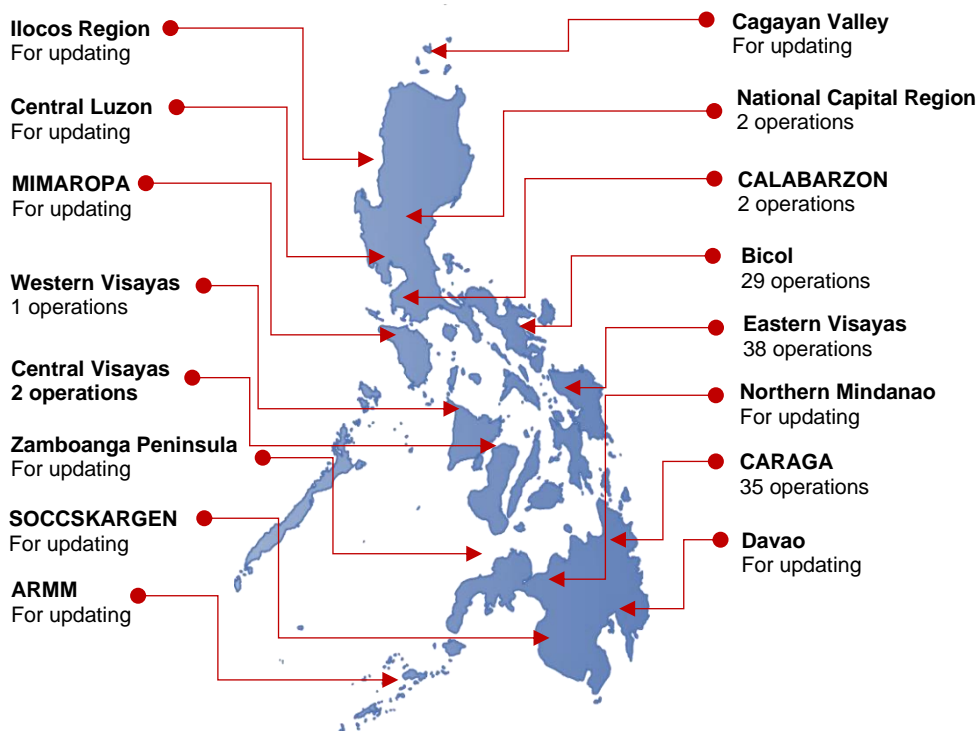 Ilocos Region
For updating
Central Luzon
For updating
MIMAROPA
For updating
Western Visayas
1 operations
Central Visayas
2 operations
Zamboanga Peninsula
For updating
SOCCSKARGEN
For updating
ARMM
For updating
Cagayan Valley
For updating
National Capital Region
2 operations
CALABARZON
2 operations
Bicol
29 operations
Eastern Visayas
38 operations
Northern Mindanao
For updating
CARAGA
35 operations
Davao
For updating